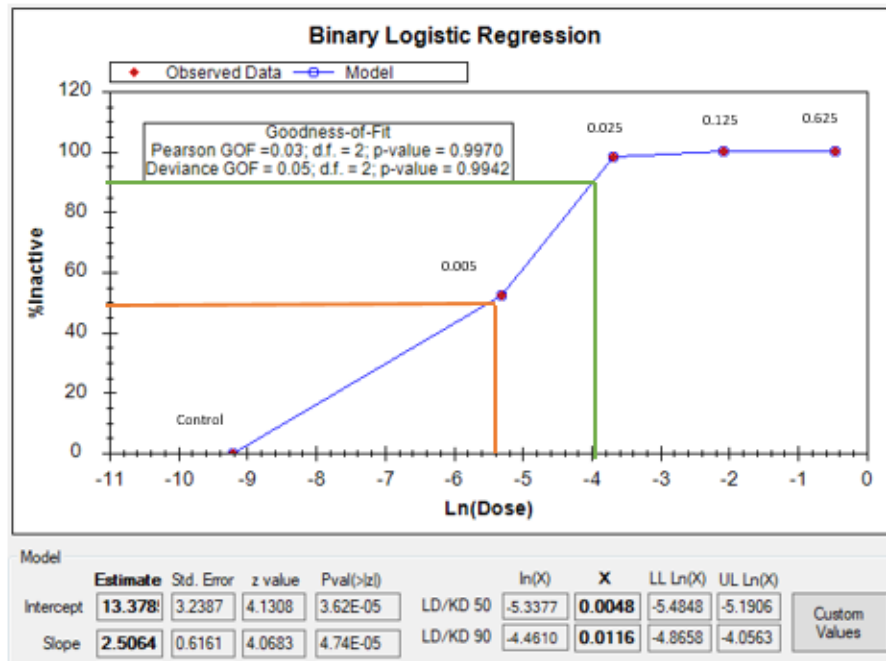 Binary Logistic Regression
Observed Data Model
Goodness-of-Fit
Pearson GOF =0.03; d.f. = 2; p-value = 0.9970
Deviance GOF = 0.05; d.f. = 2; p-value = 0.9942
120
100
80
60
40
20
0
%Inactive
Control
0.005
0.025
0.125
0.625
-11 -10 -9 -8 -7 -6 -5 -4 -3 -2 -1 0
Ln(Dose)
Model
Estimate Std. Error z value Pval(>|z|) ln(X) X LL Ln(X) UL Ln(X)
Intercept 13.378 3.2387 4.1308 3.62E-05 LD/KD 50 -5.3377 0.0048 -5.4848 -5.1906
Slope 2.5064 0.6161 4.0683 4.74E-05 LD/KD 90 -4.4610 0.0116 -4.8658 -4.0563
Custom
Values